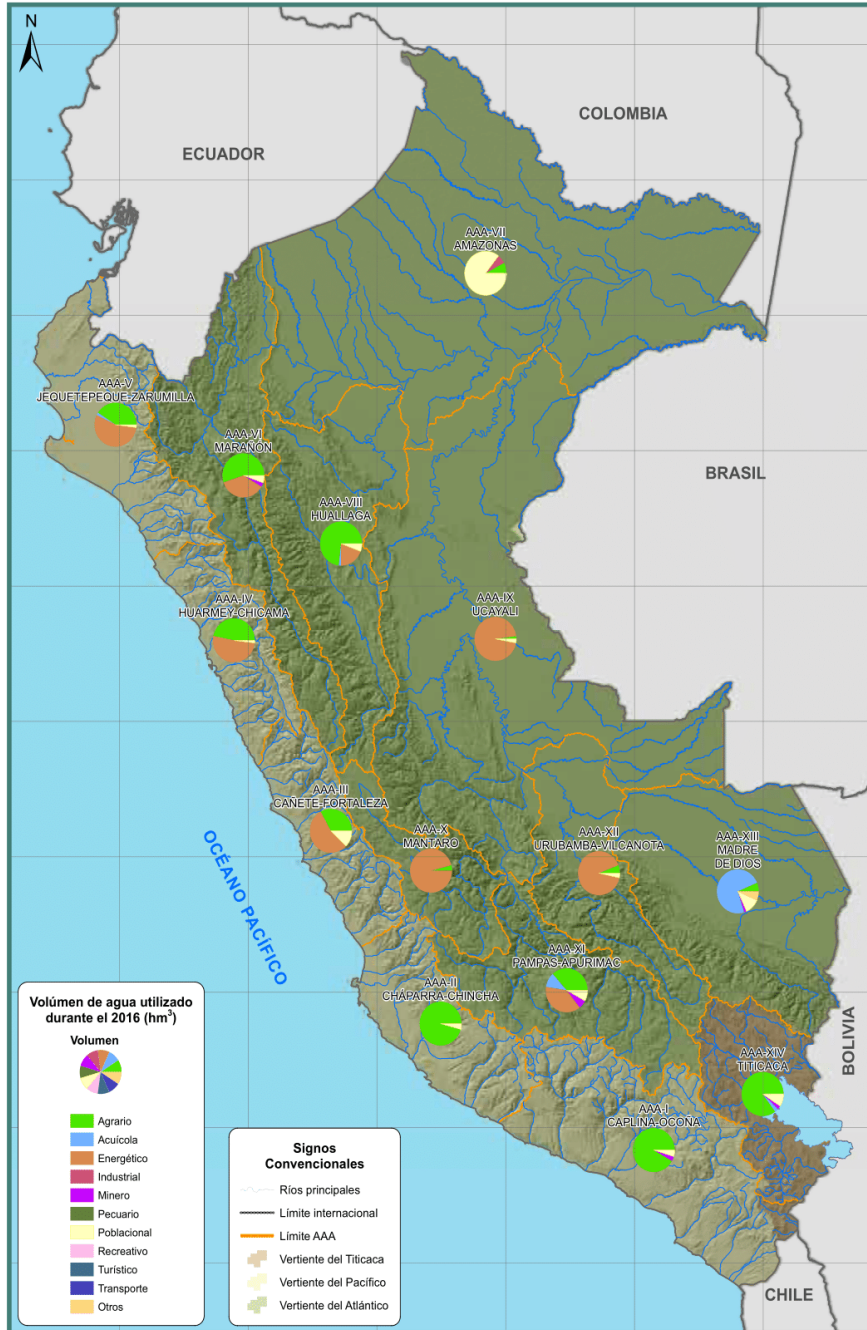 N
COLOMBIA
ECUADOR
AAA-VII
AMAZONAS
AAA-V
JEQUETEPEQUE-ZARUMILLA
AAA-VI
MARAÑÓN
BRASIL
AAA-VIII
HUALLAGA
AAA-IV
HUARMEY-CHICAMA
AAA-IX
UCAYALI
AAA-III
CAÑETE-FORTALEZA
AAA-X
MANTARO
AAA-XII
URUBAMBA-VILCANOTA
AAA-XIII
MADRE
DE DIOS
OCÉANO PACÍFICO
AAA-XI
PAMPAS-APURIMAC
AAA-II
CHÁPARRA-CHINCHA
BOLIVIA
AAA-XIV
TITICACA
AAA-I
CAPLINA-OCOÑA
CHILE
Volúmen de agua utilizado
durante el 2016 (hm³)
Volumen
Agrario
Acuícola
Energético
Industrial
Minero
Pecuario
Poblacional
Recreativo
Turístico
Transporte
Otros
Signos
Convencionales
Ríos principales
Límite internacional
Límite AAA
Vertiente del Titicaca
Vertiente del Pacífico
Vertiente del Atlántico